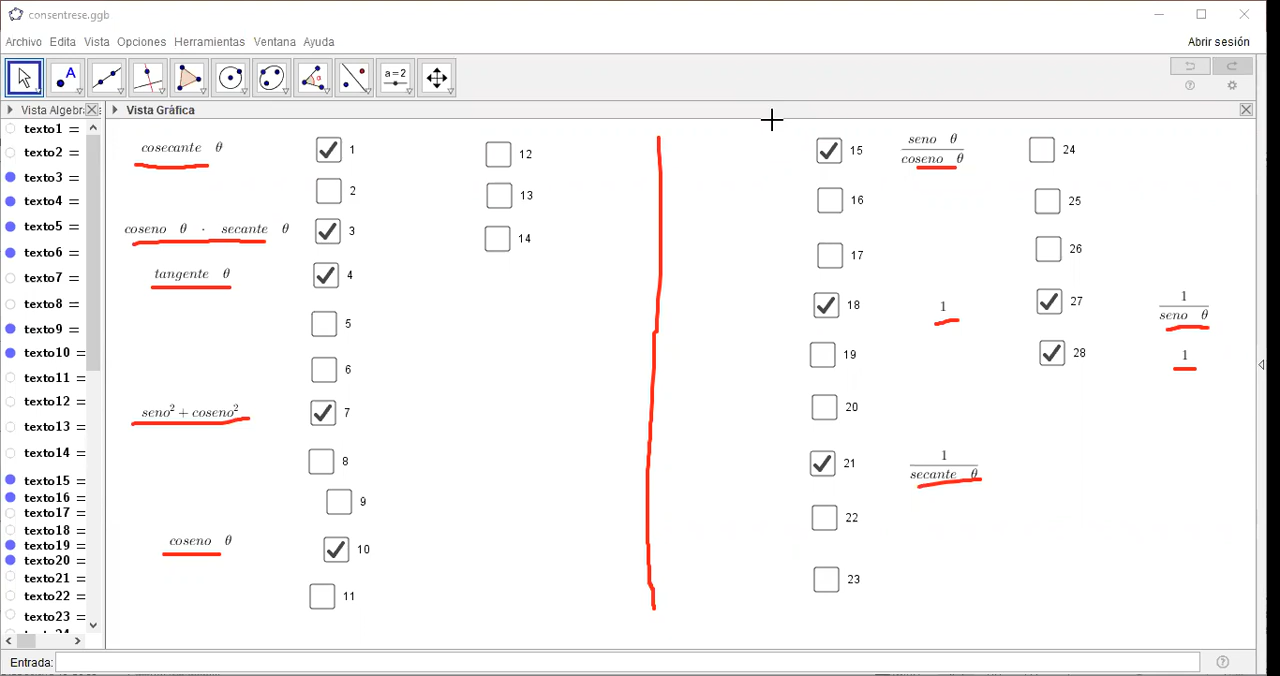 consentrese.ggb
Archivo Edita Vista Opciones Herramientas Ventana Ayuda
Abrir sesión
A
a=2
Vista Algebra
Vista Gráfica
texto1 =
texto2 =
texto3 =
texto4 =
texto5 =
texto6 =
texto7 =
texto8 =
texto9 =
texto10 =
texto11 =
texto12 =
texto13 =
texto14 =
texto15 =
texto16 =
texto17 =
texto18 =
texto19 =
texto20 =
texto21 =
texto22 =
texto23 =
cosecante θ
1
2
coseno θ · secante θ
3
tangente θ
4
5
6
seno² + coseno²
7
8
9
coseno θ
10
11
12
13
14
15
seno θ
coseno θ
16
17
18
1
19
20
21
1
secante θ
22
23
24
25
26
27
1
seno θ
28
1
Entrada: